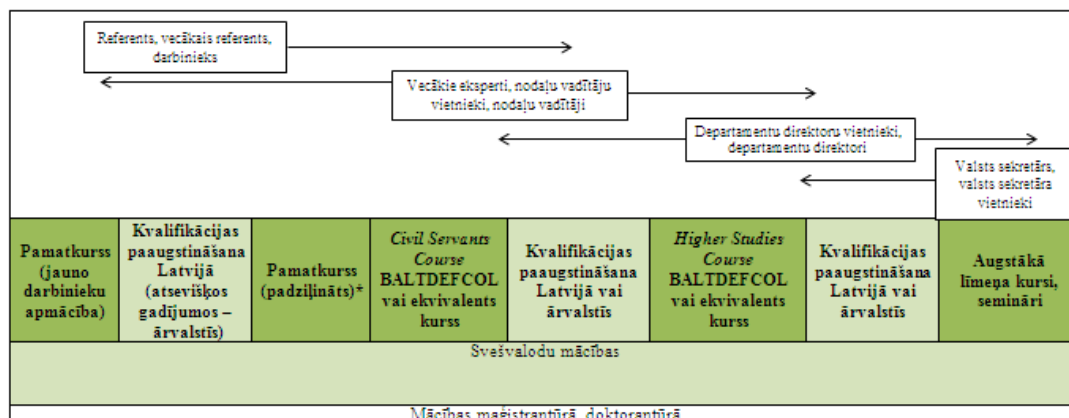 Referents, vecākais referents,
darbinieks
Vecākie eksperti, nodaļu vadītāju
vietnieki, nodaļu vadītāji
Departamentu direktoru vietnieki,
departamentu direktori
Valsts sekretārs,
valsts sekretāra
vietnieki
Pamatkurss
(jauno
darbinieku
apmācība)
Kvalifikācijas
paaugstināšana
Latvijā
(atsevišķos
gadījumos –
ārvalstīs)
Pamatkurss
(padziļināts)*
Civil Servants
Course
BALTDEFCOL
vai ekvivalents
kurss
Kvalifikācijas
paaugstināšana
Latvijā vai
ārvalstīs
Higher Studies
Course
BALTDEFCOL
vai ekvivalents
kurss
Kvalifikācijas
paaugstināšana
Latvijā vai
ārvalstīs
Augstākā
līmeņa kursi,
semināri
Svešvalodu mācības
Mācības maģistrantūrā, doktorantūrā